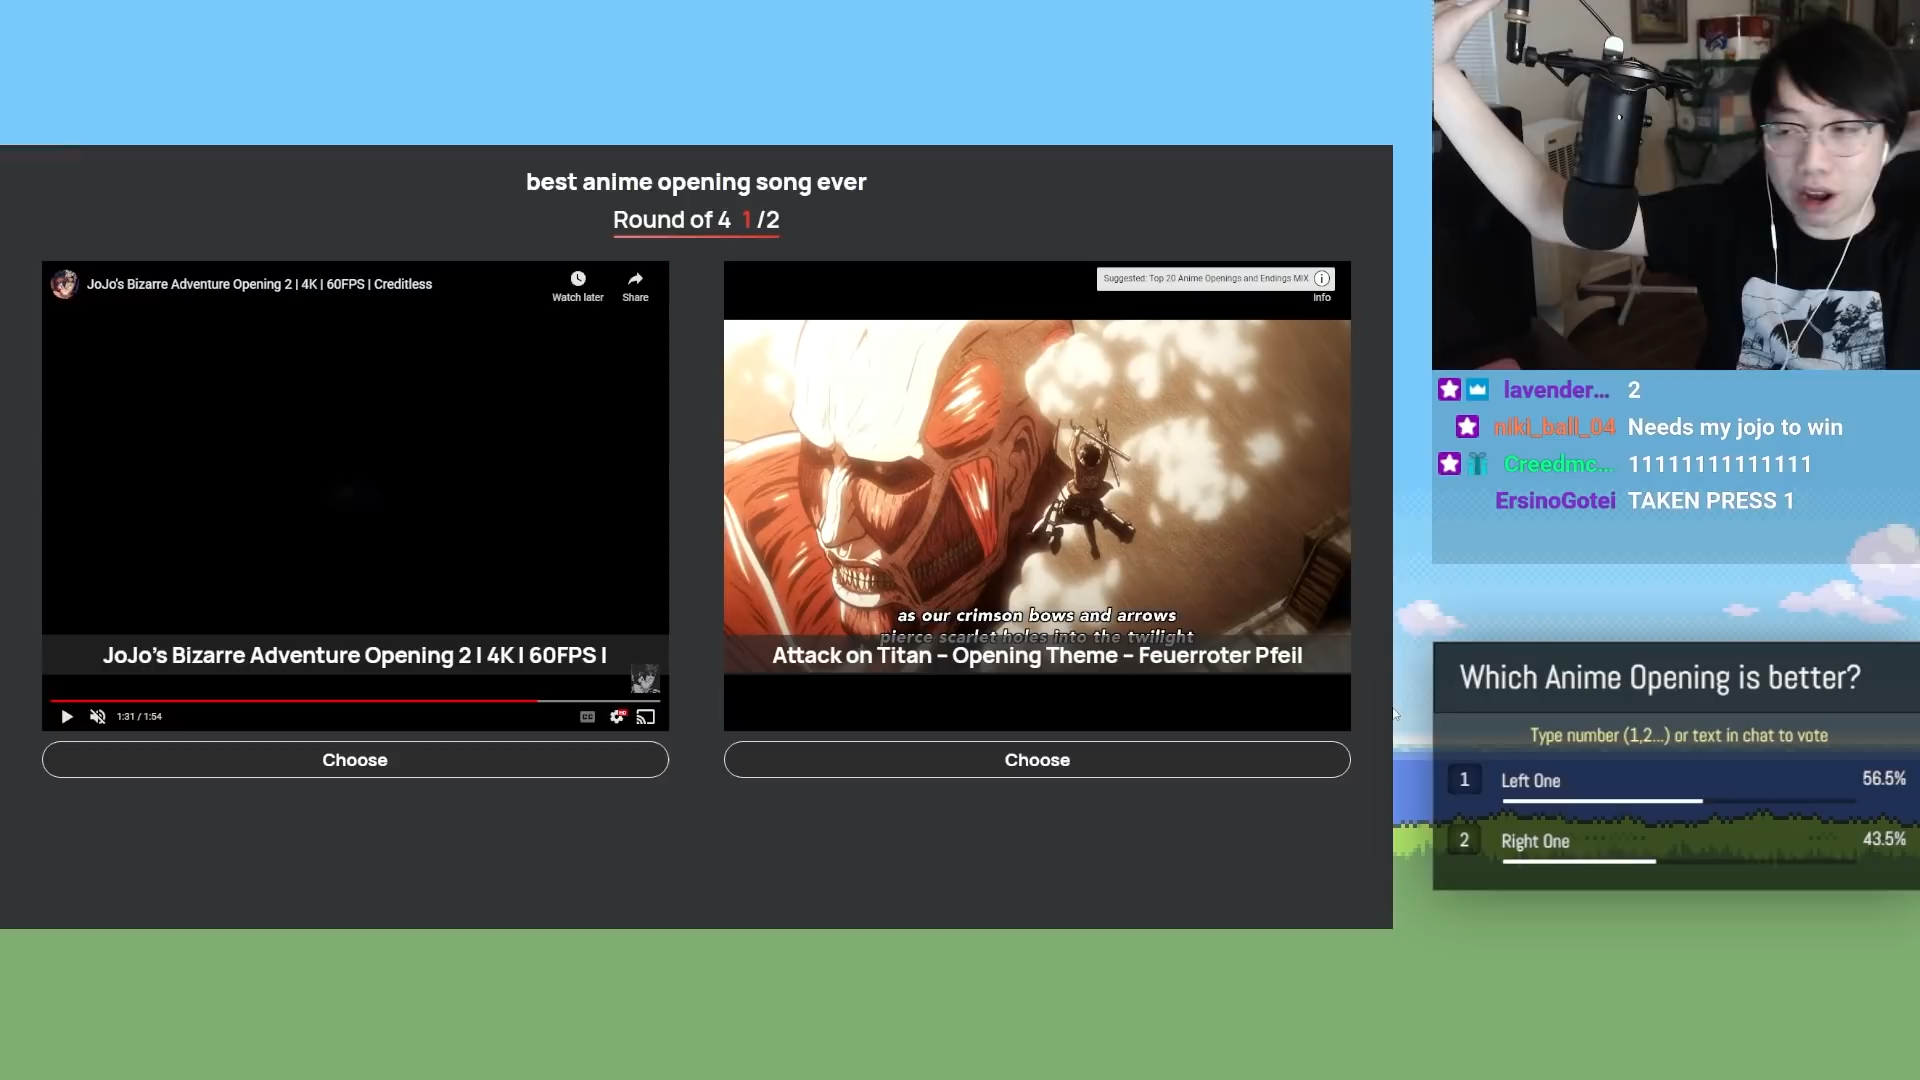 best anime opening song ever
Round of 4 1 /2
JoJo's Bizarre Adventure Opening 2 | 4K | 60FPS | Creditless
Watch later
Share
JoJo's Bizarre Adventure Opening 2 | 4K | 60FPS |
1:31 / 1:54
CC
HD
Choose
Suggested: Top 20 Anime Openings and Endings MIX
i
Info
as our crimson bows and arrows
pierce scarlet holes into the twilight
Attack on Titan – Opening Theme – Feuerroter Pfeil
Choose
lavender... 2
niki_ball_04 Needs my jojo to win
Creedmc... 11111111111111
ErsinoGotei TAKEN PRESS 1
Which Anime Opening is better?
Type number (1,2...) or text in chat to vote
1 Left One 56.5%
2 Right One 43.5%